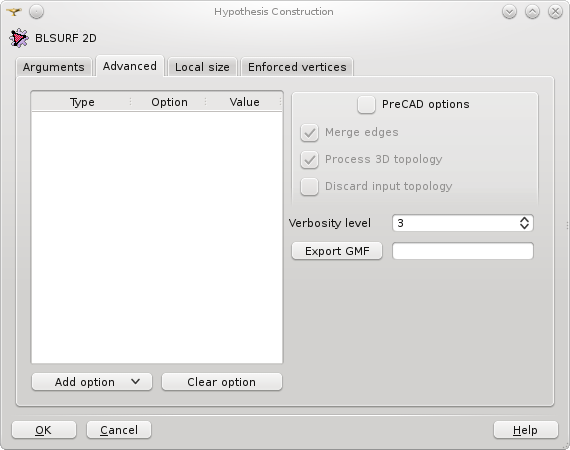 Hypothesis Construction
BLSURF 2D
Arguments Advanced Local size Enforced vertices
Type Option Value
PreCAD options
Merge edges
Process 3D topology
Discard input topology
Verbosity level 3
Export GMF
Add option Clear option
OK Cancel Help